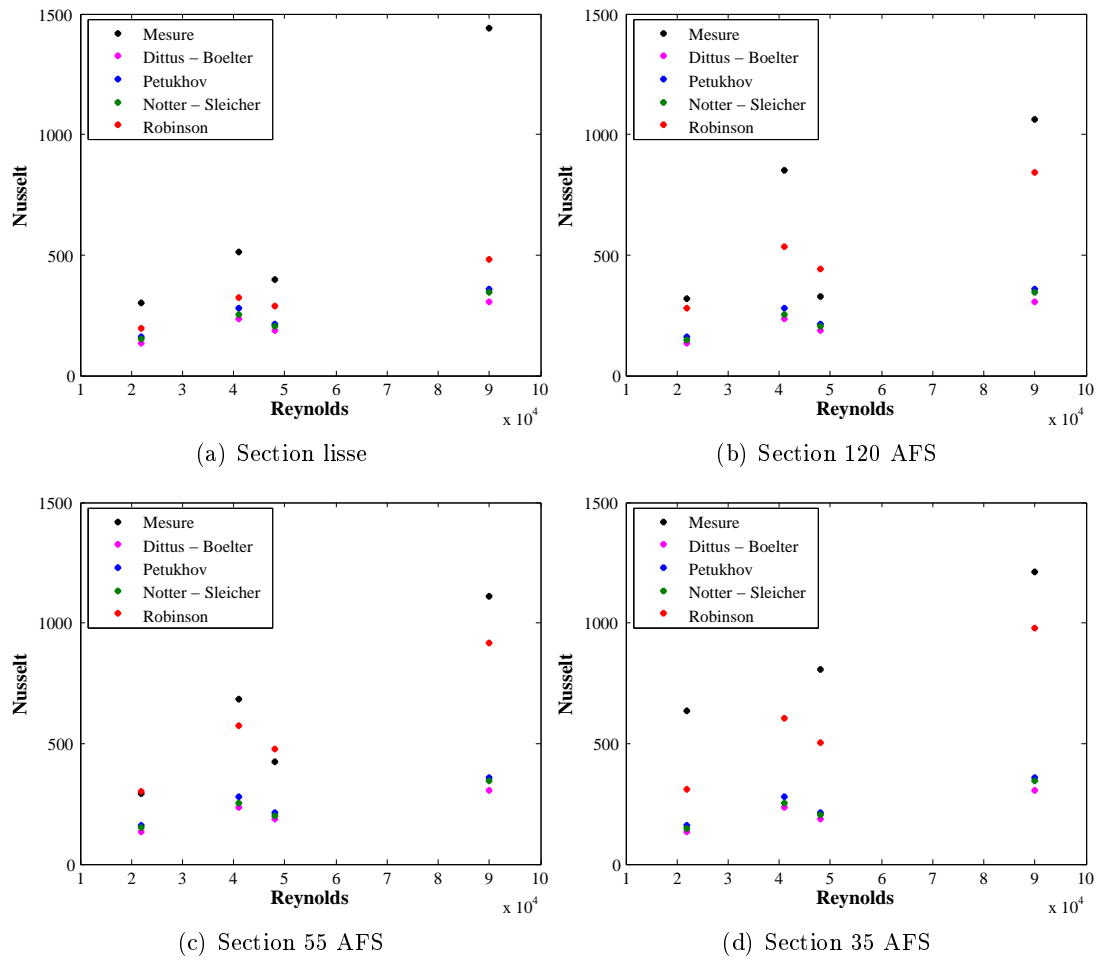 1500
1000
500
0
Nusselt
Mesure
Dittus – Boelter
Petukhov
Notter – Sleicher
Robinson
1 2 3 4 5 6 7 8 9 10
Reynolds
x 10^4
(a) Section lisse
1500
1000
500
0
Nusselt
Mesure
Dittus – Boelter
Petukhov
Notter – Sleicher
Robinson
1 2 3 4 5 6 7 8 9 10
Reynolds
x 10^4
(b) Section 120 AFS
1500
1000
500
0
Nusselt
Mesure
Dittus – Boelter
Petukhov
Notter – Sleicher
Robinson
1 2 3 4 5 6 7 8 9 10
Reynolds
x 10^4
(c) Section 55 AFS
1500
1000
500
0
Nusselt
Mesure
Dittus – Boelter
Petukhov
Notter – Sleicher
Robinson
1 2 3 4 5 6 7 8 9 10
Reynolds
x 10^4
(d) Section 35 AFS